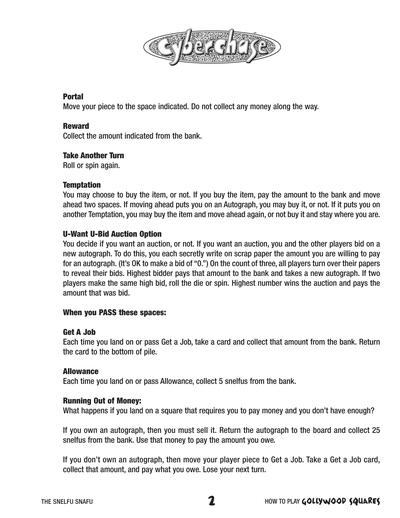 Cyberchase
Portal
Move your piece to the space indicated. Do not collect any money along the way.
Reward
Collect the amount indicated from the bank.
Take Another Turn
Roll or spin again.
Temptation
You may choose to buy the item, or not. If you buy the item, pay the amount to the bank and move
ahead two spaces. If moving ahead puts you on an Autograph, you may buy it, or not. If it puts you on
another Temptation, you may buy the item and move ahead again, or not buy it and stay where you are.
U-Want U-Bid Auction Option
You decide if you want an auction, or not. If you want an auction, you and the other players bid on a
new autograph. To do this, you each secretly write on scrap paper the amount you are willing to pay
for an autograph. (It's OK to make a bid of "0.") On the count of three, all players turn over their papers
to reveal their bids. Highest bidder pays that amount to the bank and takes a new autograph. If two
players make the same high bid, roll the die or spin. Highest number wins the auction and pays the
amount that was bid.
When you PASS these spaces:
Get A Job
Each time you land on or pass Get a Job, take a card and collect that amount from the bank. Return
the card to the bottom of pile.
Allowance
Each time you land on or pass Allowance, collect 5 snelfus from the bank.
Running Out of Money:
What happens if you land on a square that requires you to pay money and you don't have enough?
If you own an autograph, then you must sell it. Return the autograph to the board and collect 25
snelfus from the bank. Use that money to pay the amount you owe.
If you don't own an autograph, then move your player piece to Get a Job. Take a Get a Job card,
collect that amount, and pay what you owe. Lose your next turn.
THE SNELFU SNAFU 2 HOW TO PLAY GOLLYWOOD SQUARES